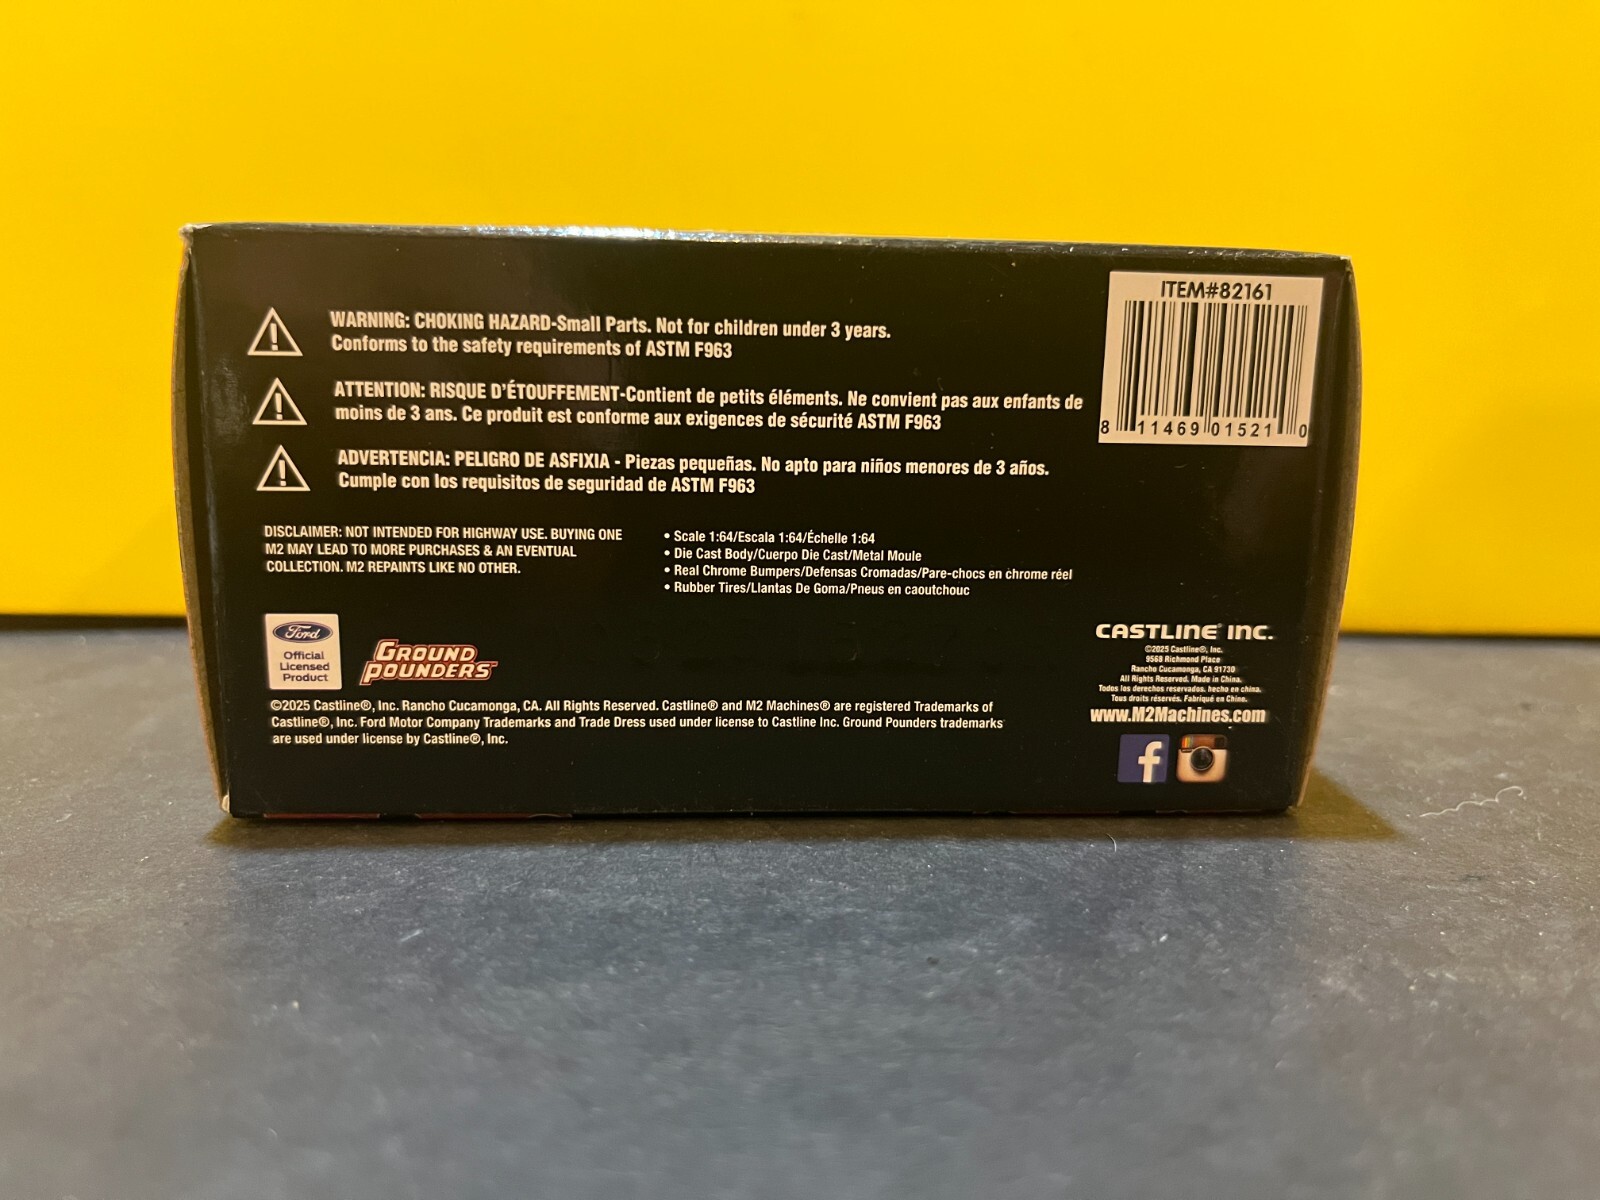 ITEM#82161
8 11469 01521 0
WARNING: CHOKING HAZARD-Small Parts. Not for children under 3 years.
Conforms to the safety requirements of ASTM F963
ATTENTION: RISQUE D'ÉTOUFFEMENT-Contient de petits éléments. Ne convient pas aux enfants de
moins de 3 ans. Ce produit est conforme aux exigences de sécurité ASTM F963
ADVERTENCIA: PELIGRO DE ASFIXIA - Piezas pequeñas. No apto para niños menores de 3 años.
Cumple con los requisitos de seguridad de ASTM F963
DISCLAIMER: NOT INTENDED FOR HIGHWAY USE. BUYING ONE
M2 MAY LEAD TO MORE PURCHASES & AN EVENTUAL
COLLECTION. M2 REPAINTS LIKE NO OTHER.
• Scale 1:64/Escala 1:64/Échelle 1:64
• Die Cast Body/Cuerpo Die Cast/Metal Moule
• Real Chrome Bumpers/Defensas Cromadas/Pare-chocs en chrome réel
• Rubber Tires/Llantas De Goma/Pneus en caoutchouc
Ford
Official
Licensed
Product
GROUND
POUNDERS
©2025 Castline®, Inc. Rancho Cucamonga, CA. All Rights Reserved. Castline® and M2 Machines® are registered Trademarks of
Castline®, Inc. Ford Motor Company Trademarks and Trade Dress used under license to Castline Inc. Ground Pounders trademarks
are used under license by Castline®, Inc.
CASTLINE® INC.
©2025 Castline®, Inc.
9568 Richmond Place
Rancho Cucamonga, CA 91730
All Rights Reserved. Made in China.
Todos los derechos reservados. hecho en china.
Tous droits réservés. Fabriqué en Chine.
www.M2Machines.com
f